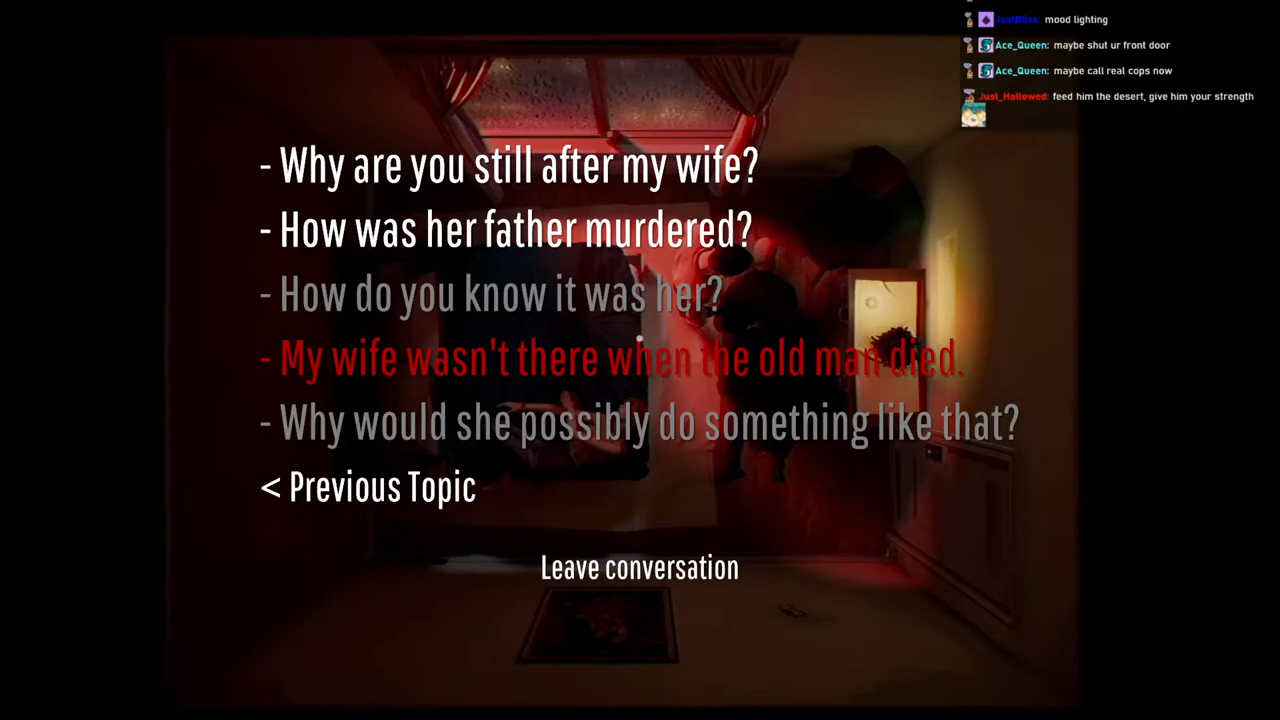 JustBliss: mood lighting
Ace_Queen: maybe shut ur front door
Ace_Queen: maybe call real cops now
Just_Hallowed: feed him the desert, give him your strength
- Why are you still after my wife?
- How was her father murdered?
- How do you know it was her?
- My wife wasn't there when the old man died.
- Why would she possibly do something like that?
< Previous Topic
Leave conversation